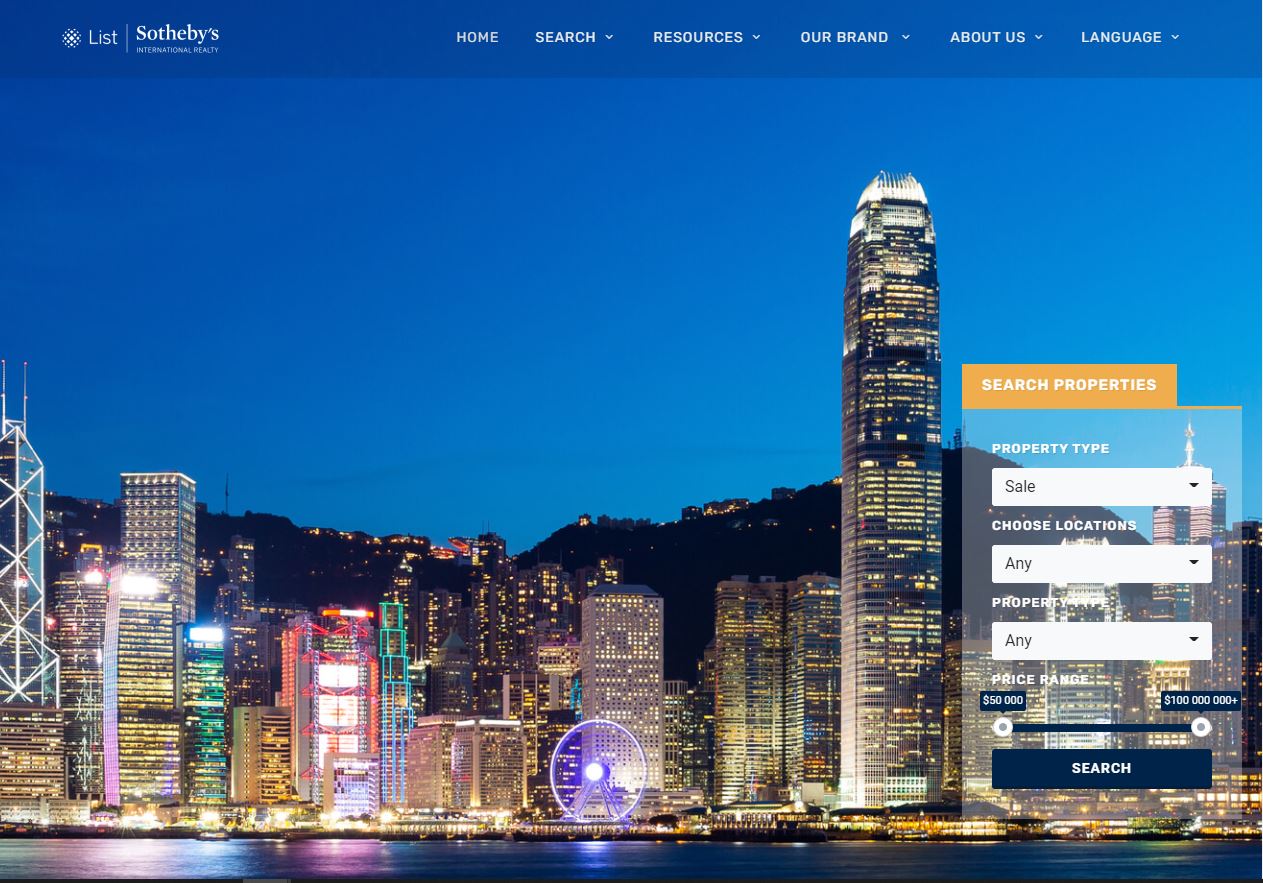 List
Sotheby's
INTERNATIONAL REALTY
HOME
SEARCH
RESOURCES
OUR BRAND
ABOUT US
LANGUAGE
SEARCH PROPERTIES
PROPERTY TYPE
Sale
CHOOSE LOCATIONS
Any
PROPERTY TYPE
Any
PRICE RANGE
$50 000
$100 000 000+
SEARCH